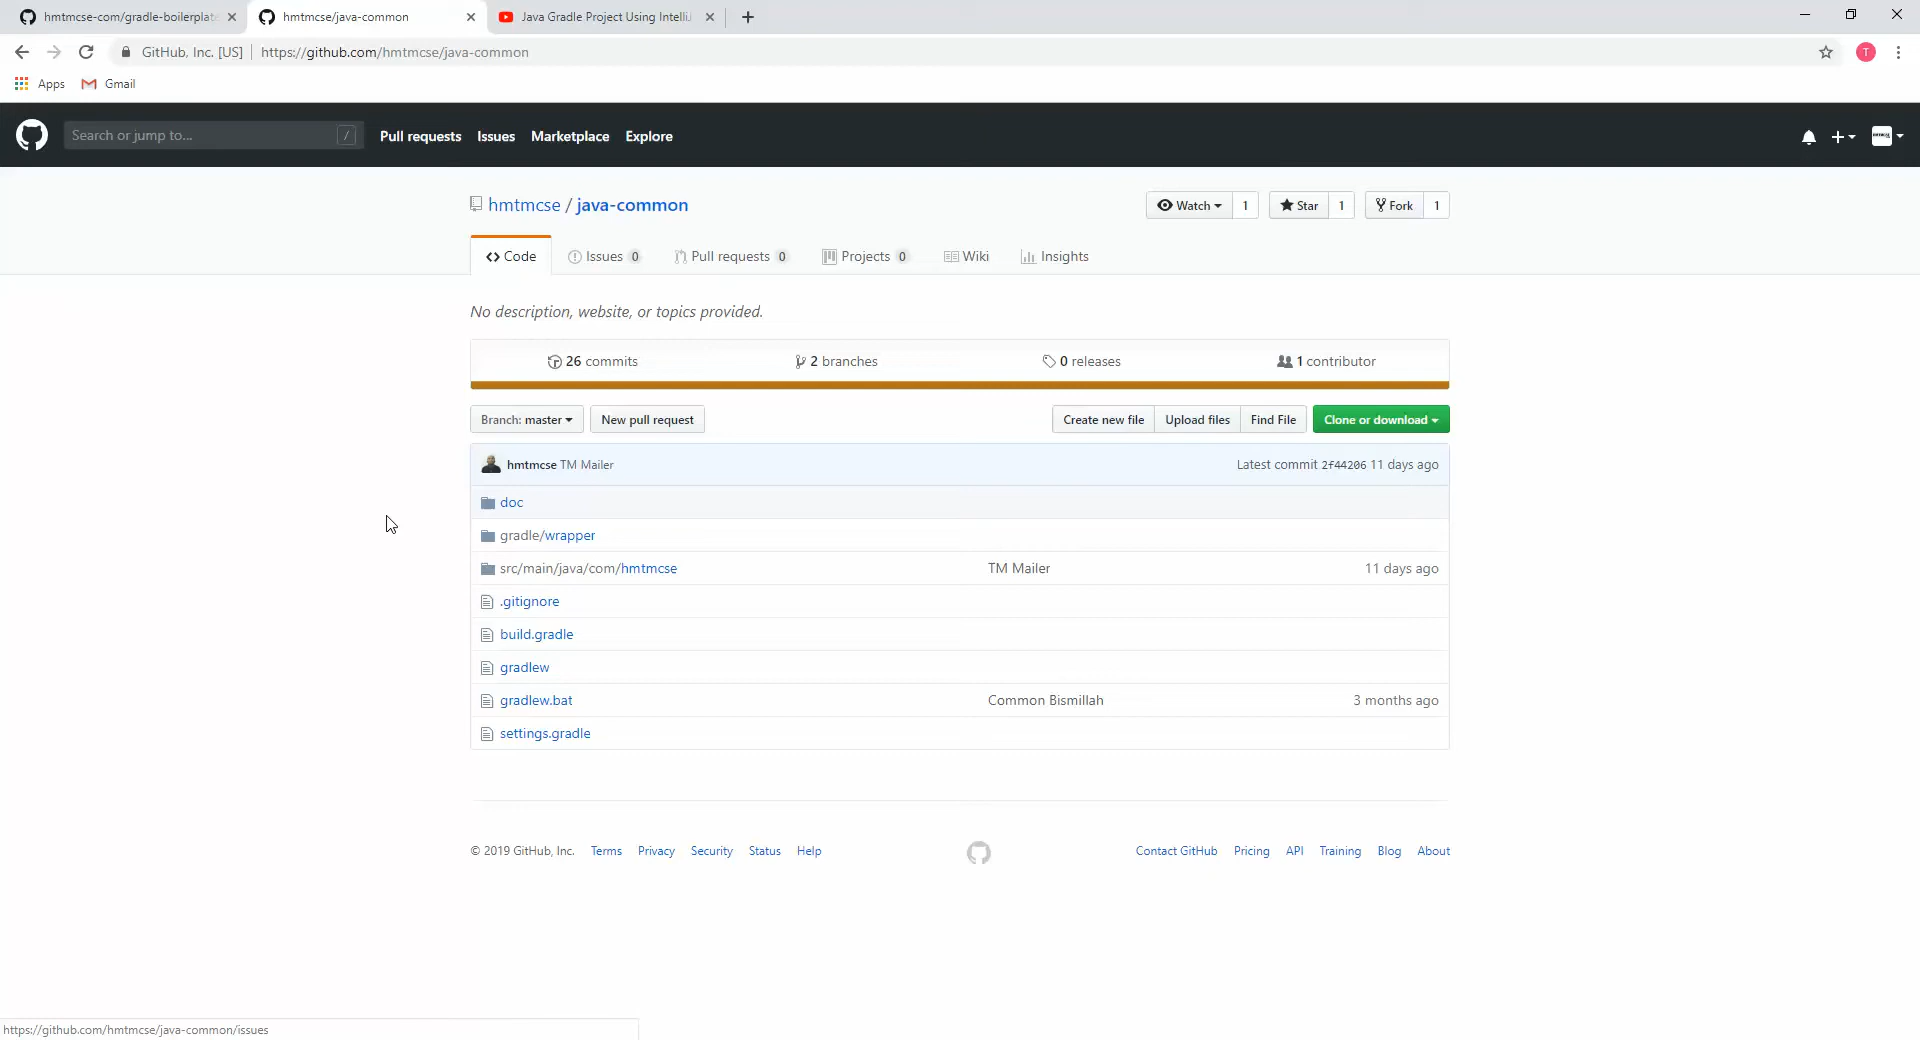 hmtmcse-com/gradle-boilerplate
hmtmcse/java-common
Java Gradle Project Using IntelliJ
GitHub, Inc. [US] https://github.com/hmtmcse/java-common
T
Apps Gmail
Search or jump to... /
Pull requests Issues Marketplace Explore
hmtmcse / java-common
Watch 1 Star 1 Fork 1
Code Issues 0 Pull requests 0 Projects 0 Wiki Insights
No description, website, or topics provided.
26 commits 2 branches 0 releases 1 contributor
Branch: master New pull request Create new file Upload files Find File Clone or download
hmtmcse TM Mailer Latest commit 2f44206 11 days ago
doc
gradle/wrapper
src/main/java/com/hmtmcse TM Mailer 11 days ago
.gitignore
build.gradle
gradlew
gradlew.bat Common Bismillah 3 months ago
settings.gradle
© 2019 GitHub, Inc. Terms Privacy Security Status Help Contact GitHub Pricing API Training Blog About
https://github.com/hmtmcse/java-common/issues